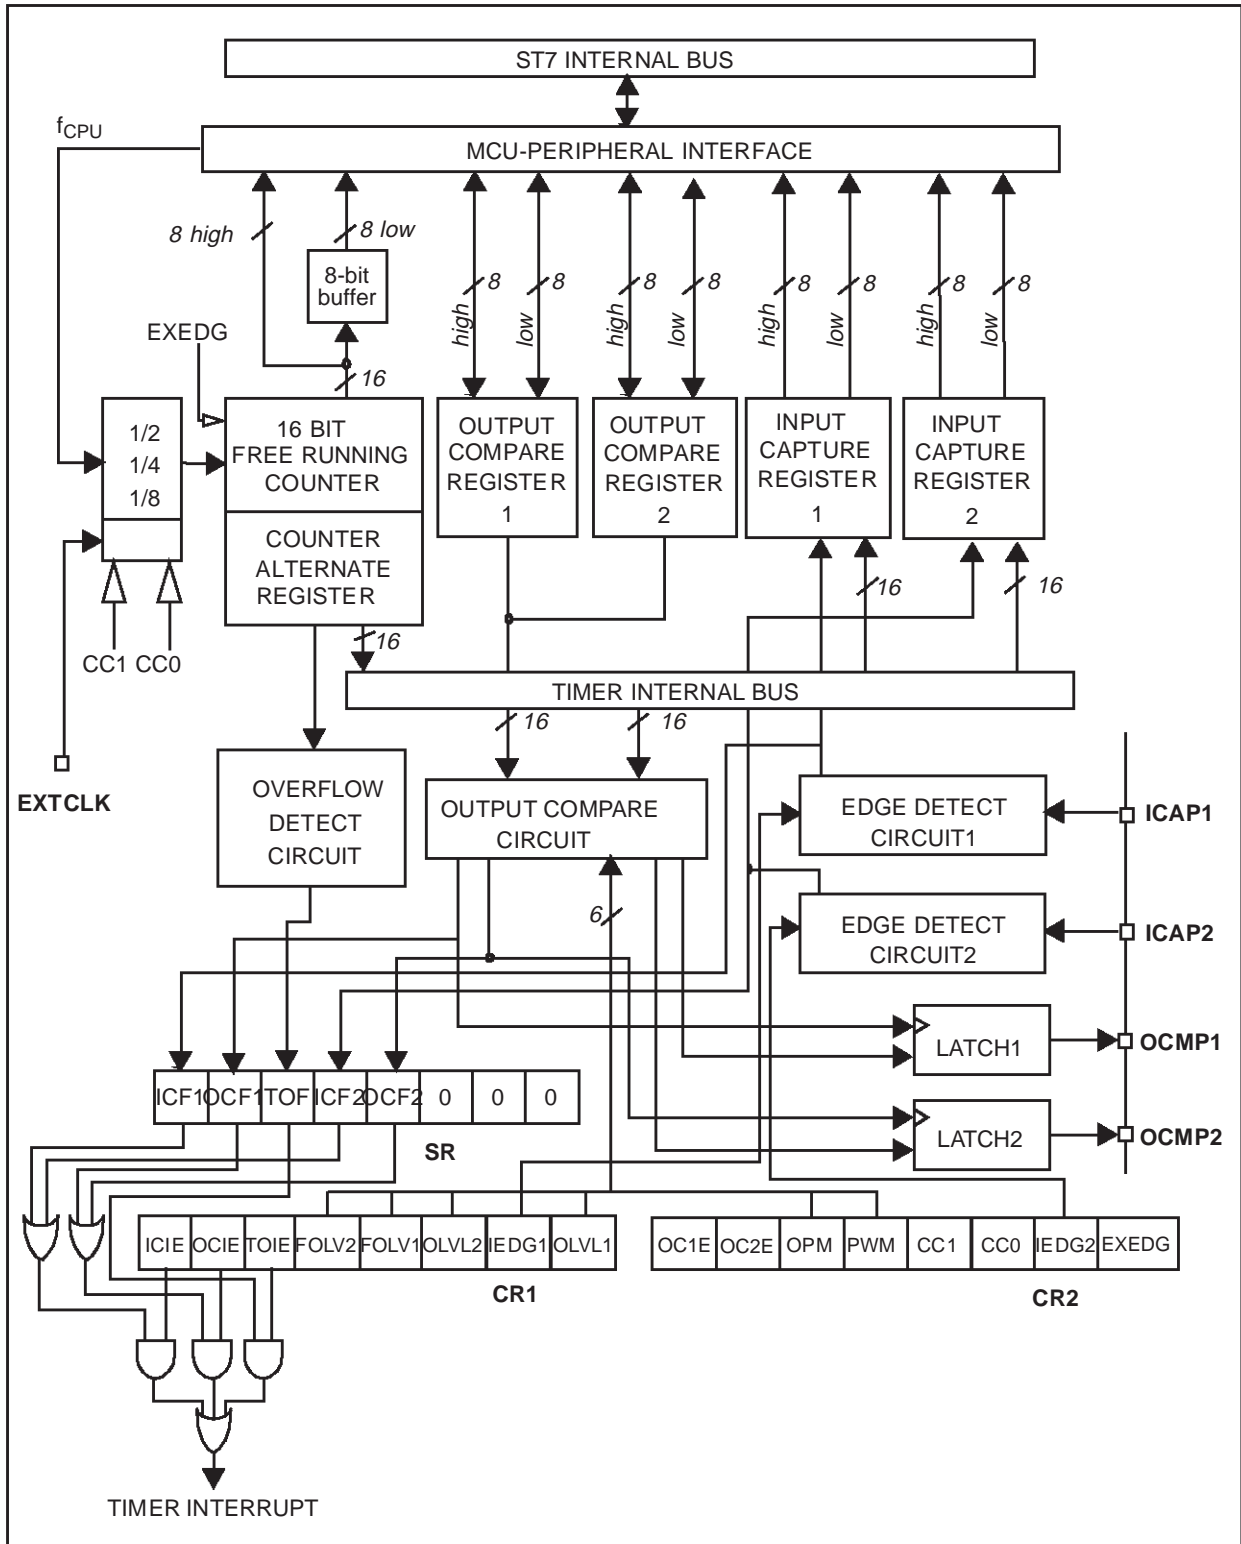 ST7 INTERNAL BUS
fCPU
MCU-PERIPHERAL INTERFACE
8 high
8 low
8-bit
buffer
8
8
8
8
8
8
8
8
high
low
high
low
high
low
high
low
EXEDG
16
1/2
1/4
1/8
16 BIT
FREE RUNNING
COUNTER
COUNTER
ALTERNATE
REGISTER
OUTPUT
COMPARE
REGISTER
1
OUTPUT
COMPARE
REGISTER
2
INPUT
CAPTURE
REGISTER
1
INPUT
CAPTURE
REGISTER
2
16
16
CC1 CC0
16
TIMER INTERNAL BUS
16
16
EXTCLK
OVERFLOW
DETECT
CIRCUIT
OUTPUT COMPARE
CIRCUIT
EDGE DETECT
CIRCUIT1
ICAP1
6
EDGE DETECT
CIRCUIT2
ICAP2
LATCH1
OCMP1
LATCH2
OCMP2
ICF1 OCF1 TOF ICF2 OCF2 0 0 0
SR
ICIE OCIE TOIE FOLV2 FOLV1 OLVL2 IEDG1 OLVL1
CR1
OC1E OC2E OPM PWM CC1 CC0 IEDG2 EXEDG
CR2
TIMER INTERRUPT